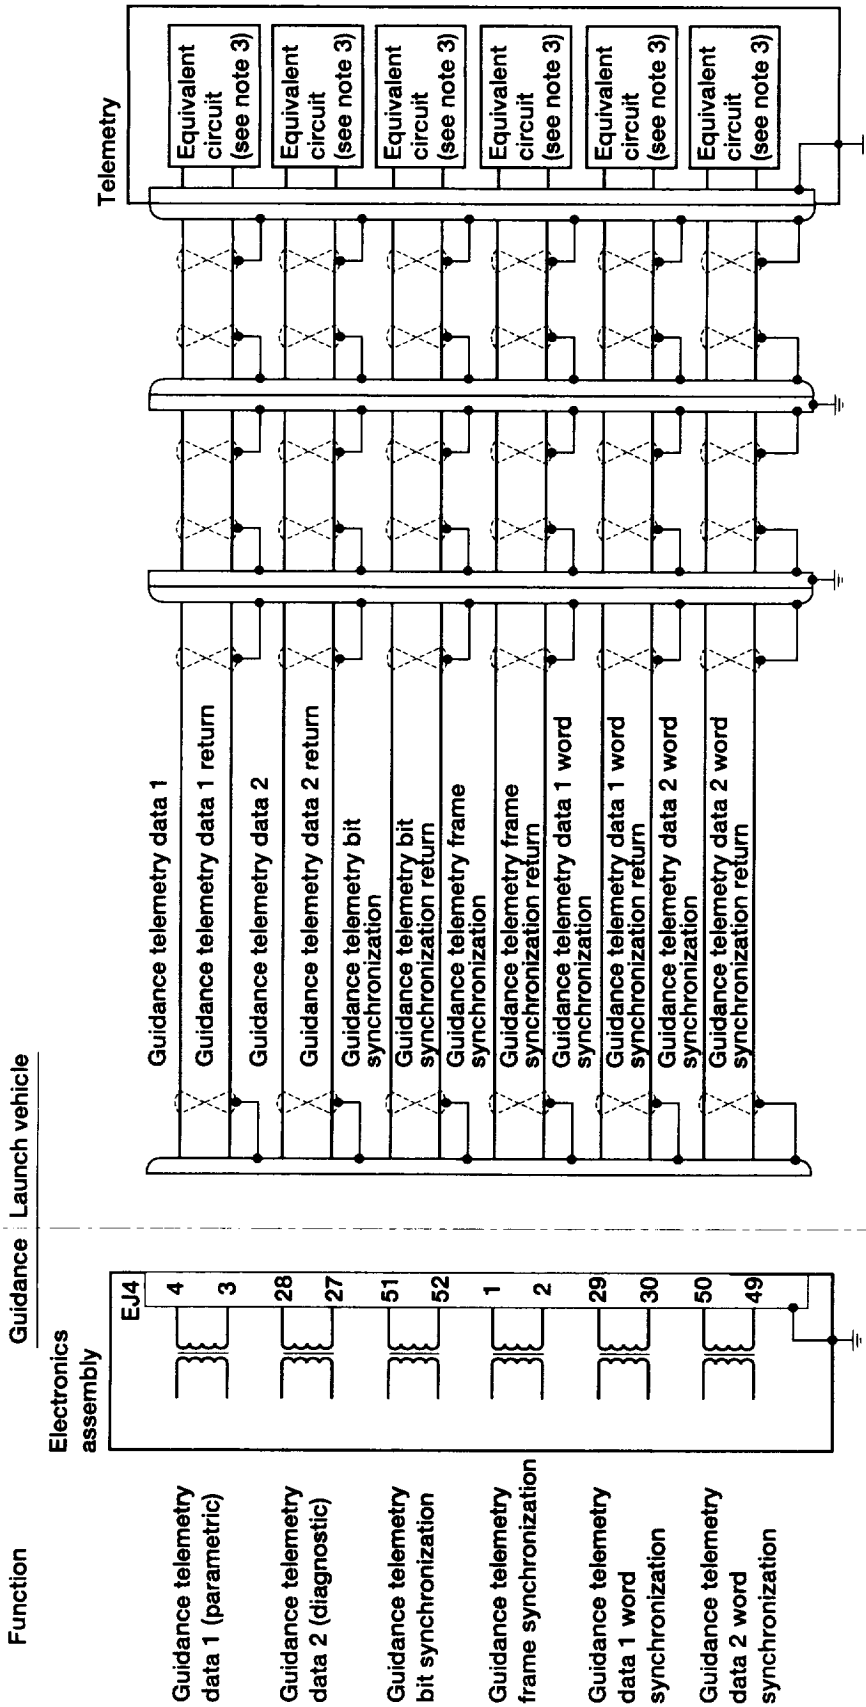 Function
Guidance
Launch vehicle
Electronics
assembly
EJ4
Telemetry
Guidance telemetry
data 1 (parametric)
4
3
Guidance telemetry data 1
Guidance telemetry data 1 return
Equivalent
circuit
(see note 3)
Guidance telemetry
data 2 (diagnostic)
28
27
Guidance telemetry data 2
Guidance telemetry data 2 return
Equivalent
circuit
(see note 3)
Guidance telemetry
bit synchronization
51
52
Guidance telemetry bit
synchronization
Guidance telemetry bit
synchronization return
Equivalent
circuit
(see note 3)
Guidance telemetry
frame synchronization
1
2
Guidance telemetry frame
synchronization
Guidance telemetry frame
synchronization return
Equivalent
circuit
(see note 3)
Guidance telemetry
data 1 word
synchronization
29
30
Guidance telemetry data 1 word
synchronization
Guidance telemetry data 1 word
synchronization return
Equivalent
circuit
(see note 3)
Guidance telemetry
data 2 word
synchronization
50
49
Guidance telemetry data 2 word
synchronization
Guidance telemetry data 2 word
synchronization return
Equivalent
circuit
(see note 3)